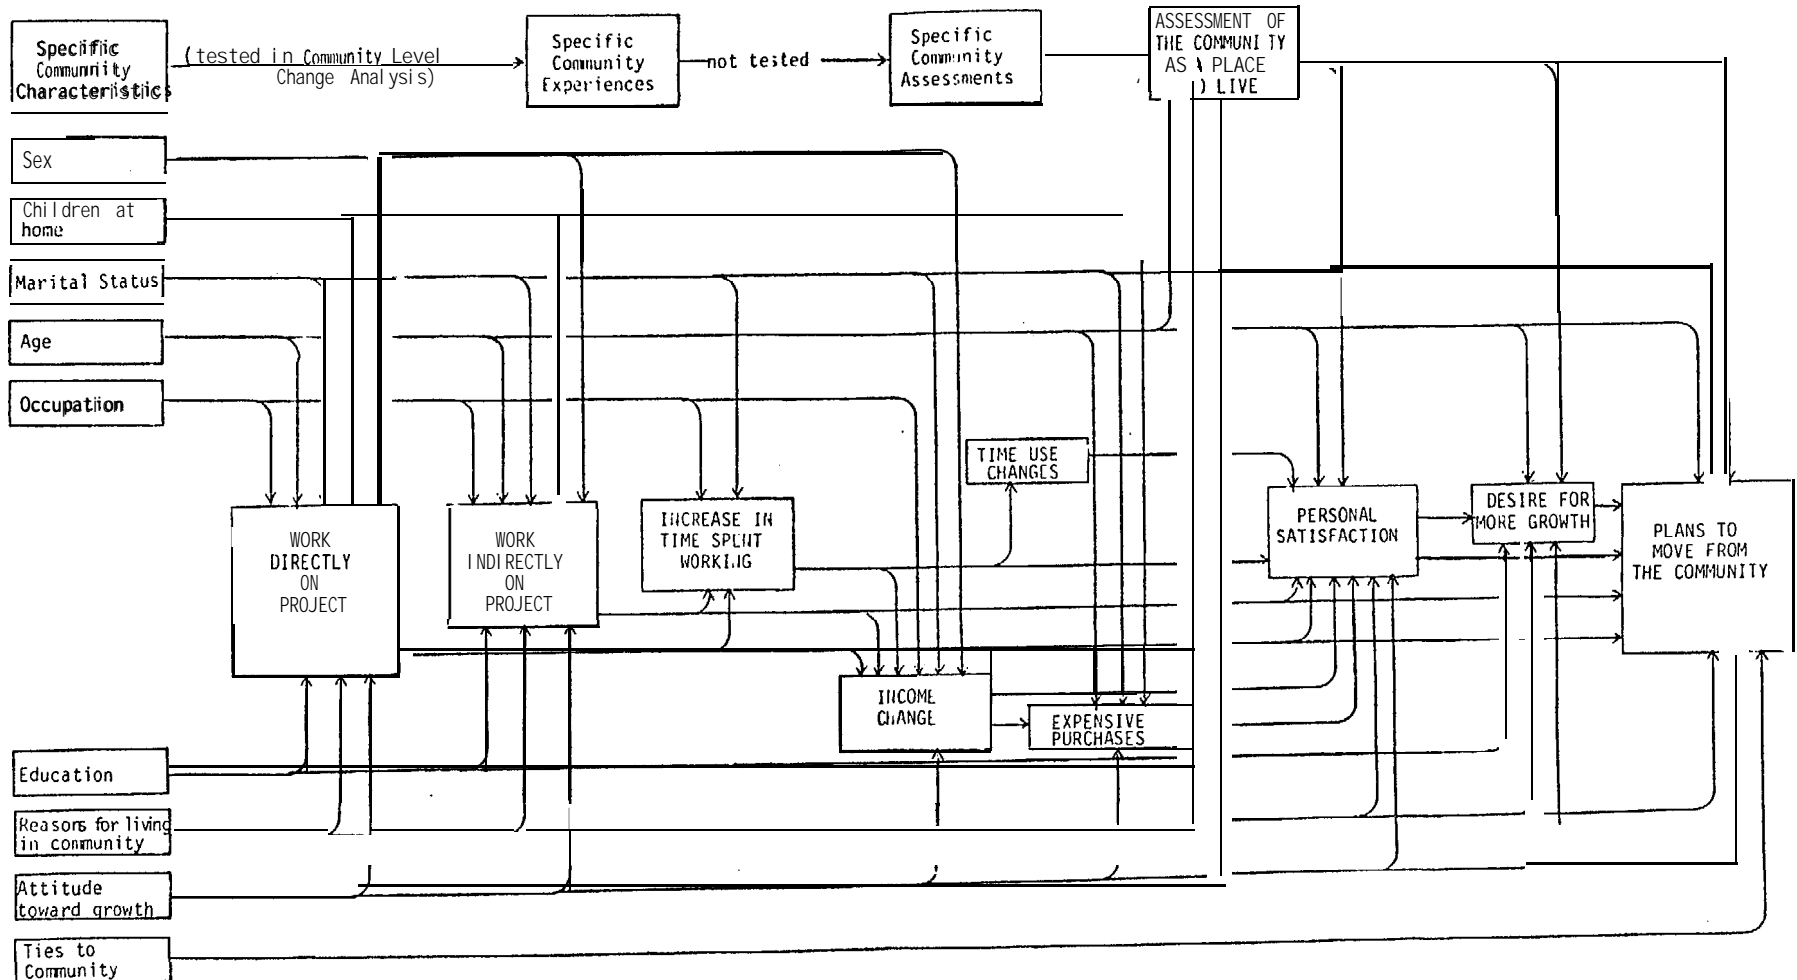 Specific
Community
Characteristics
(tested in Community Level
Change Analysis)
Specific
Community
Experiences
not tested
Specific
Community
Assessments
ASSESSMENT OF
THE COMMUNITY
AS A PLACE
) LIVE
Sex
Children at
home
Marital Status
Age
Occupation
TIME USE
CHANGES
WORK
DIRECTLY
ON
PROJECT
WORK
INDIRECTLY
ON
PROJECT
INCREASE IN
TIME SPENT
WORKING
PERSONAL
SATISFACTION
DESIRE FOR
MORE GROWTH
PLANS TO
MOVE FROM
THE COMMUNITY
INCOME
CHANGE
EXPENSIVE
PURCHASES
Education
Reasons for living
in community
Attitude
toward growth
Ties to
Community